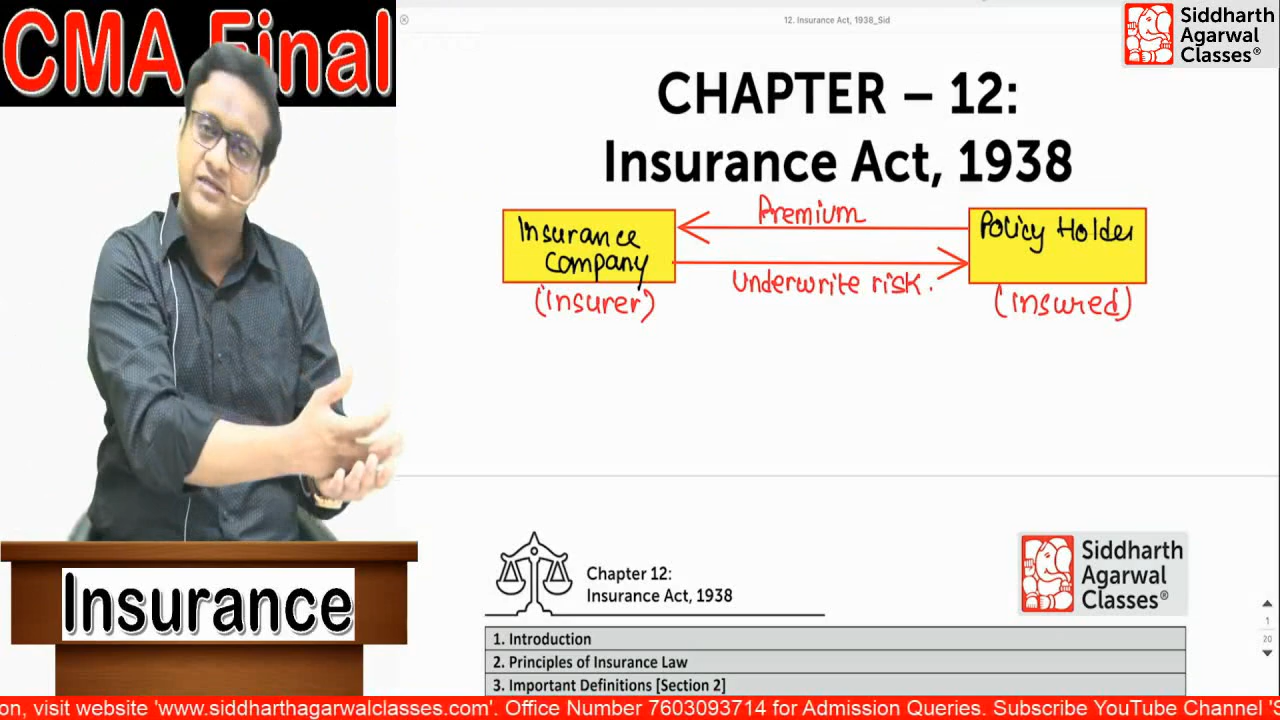 CMA Final
12. Insurance Act, 1938_Sid
Siddharth
Agarwal
Classes®
CHAPTER – 12:
Insurance Act, 1938
Premium
Insurance
Company
Policy Holder
Underwrite risk.
(Insurer)
(Insured)
Chapter 12:
Insurance Act, 1938
Siddharth
Agarwal
Classes®
Insurance
1. Introduction
2. Principles of Insurance Law
3. Important Definitions [Section 2]
1
20
on, visit website 'www.siddharthagarwalclasses.com'. Office Number 7603093714 for Admission Queries. Subscribe YouTube Channel 'S